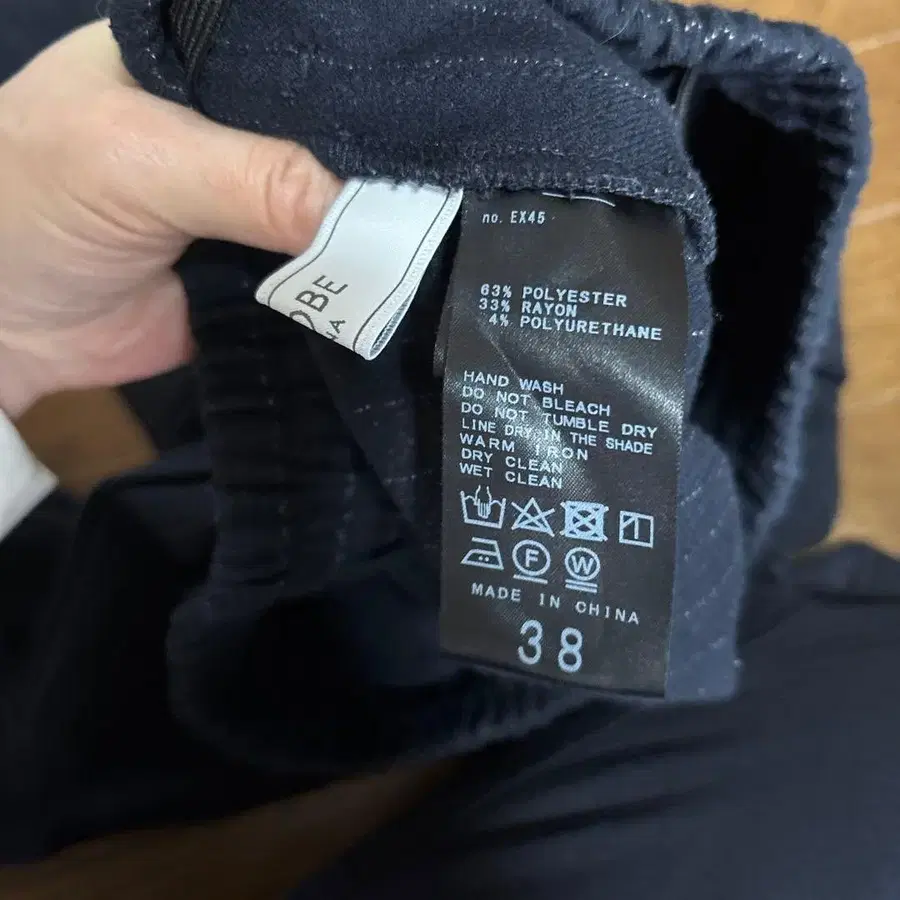 no. EX45
63% POLYESTER
33% RAYON
4% POLYURETHANE
HAND WASH
DO NOT BLEACH
DO NOT TUMBLE DRY
LINE DRY IN THE SHADE
WARM IRON
DRY CLEAN
WET CLEAN
F
W
MADE IN CHINA
38